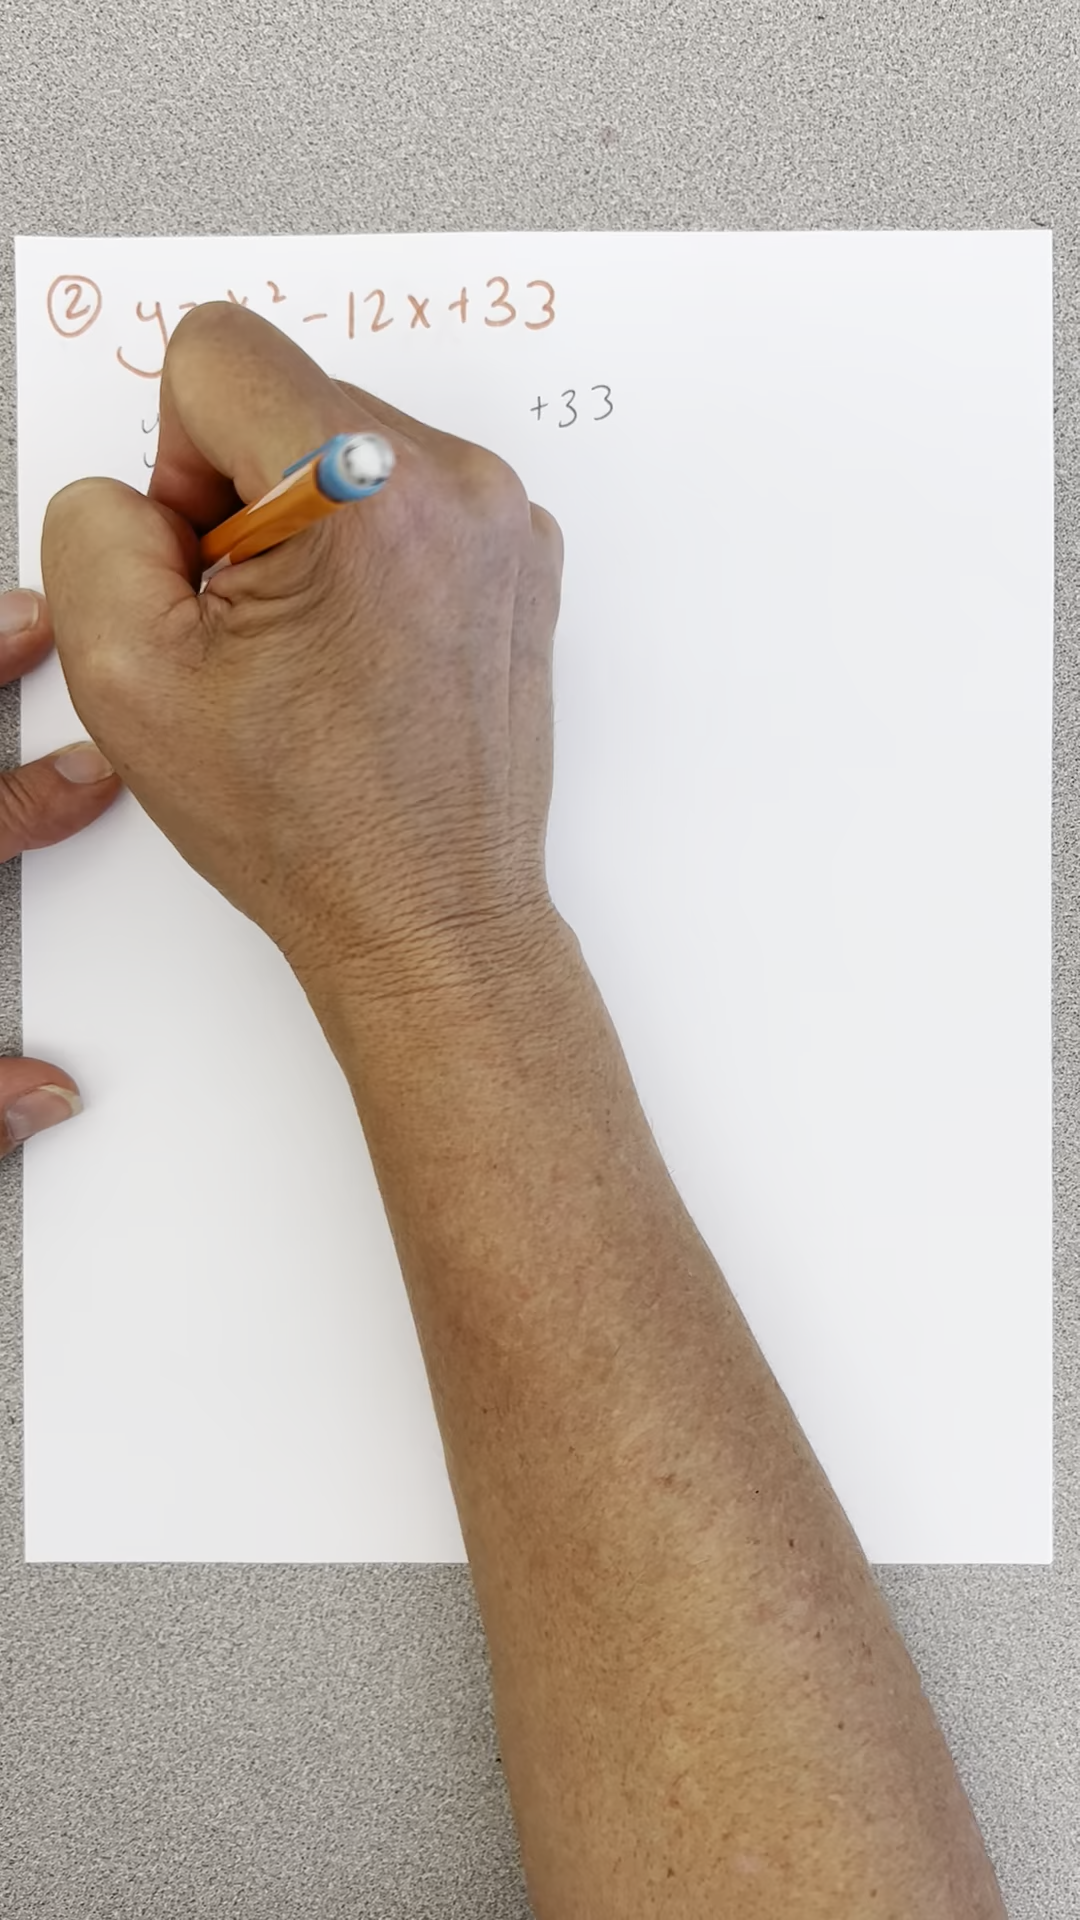 ② y=x² -12x+33
y +33